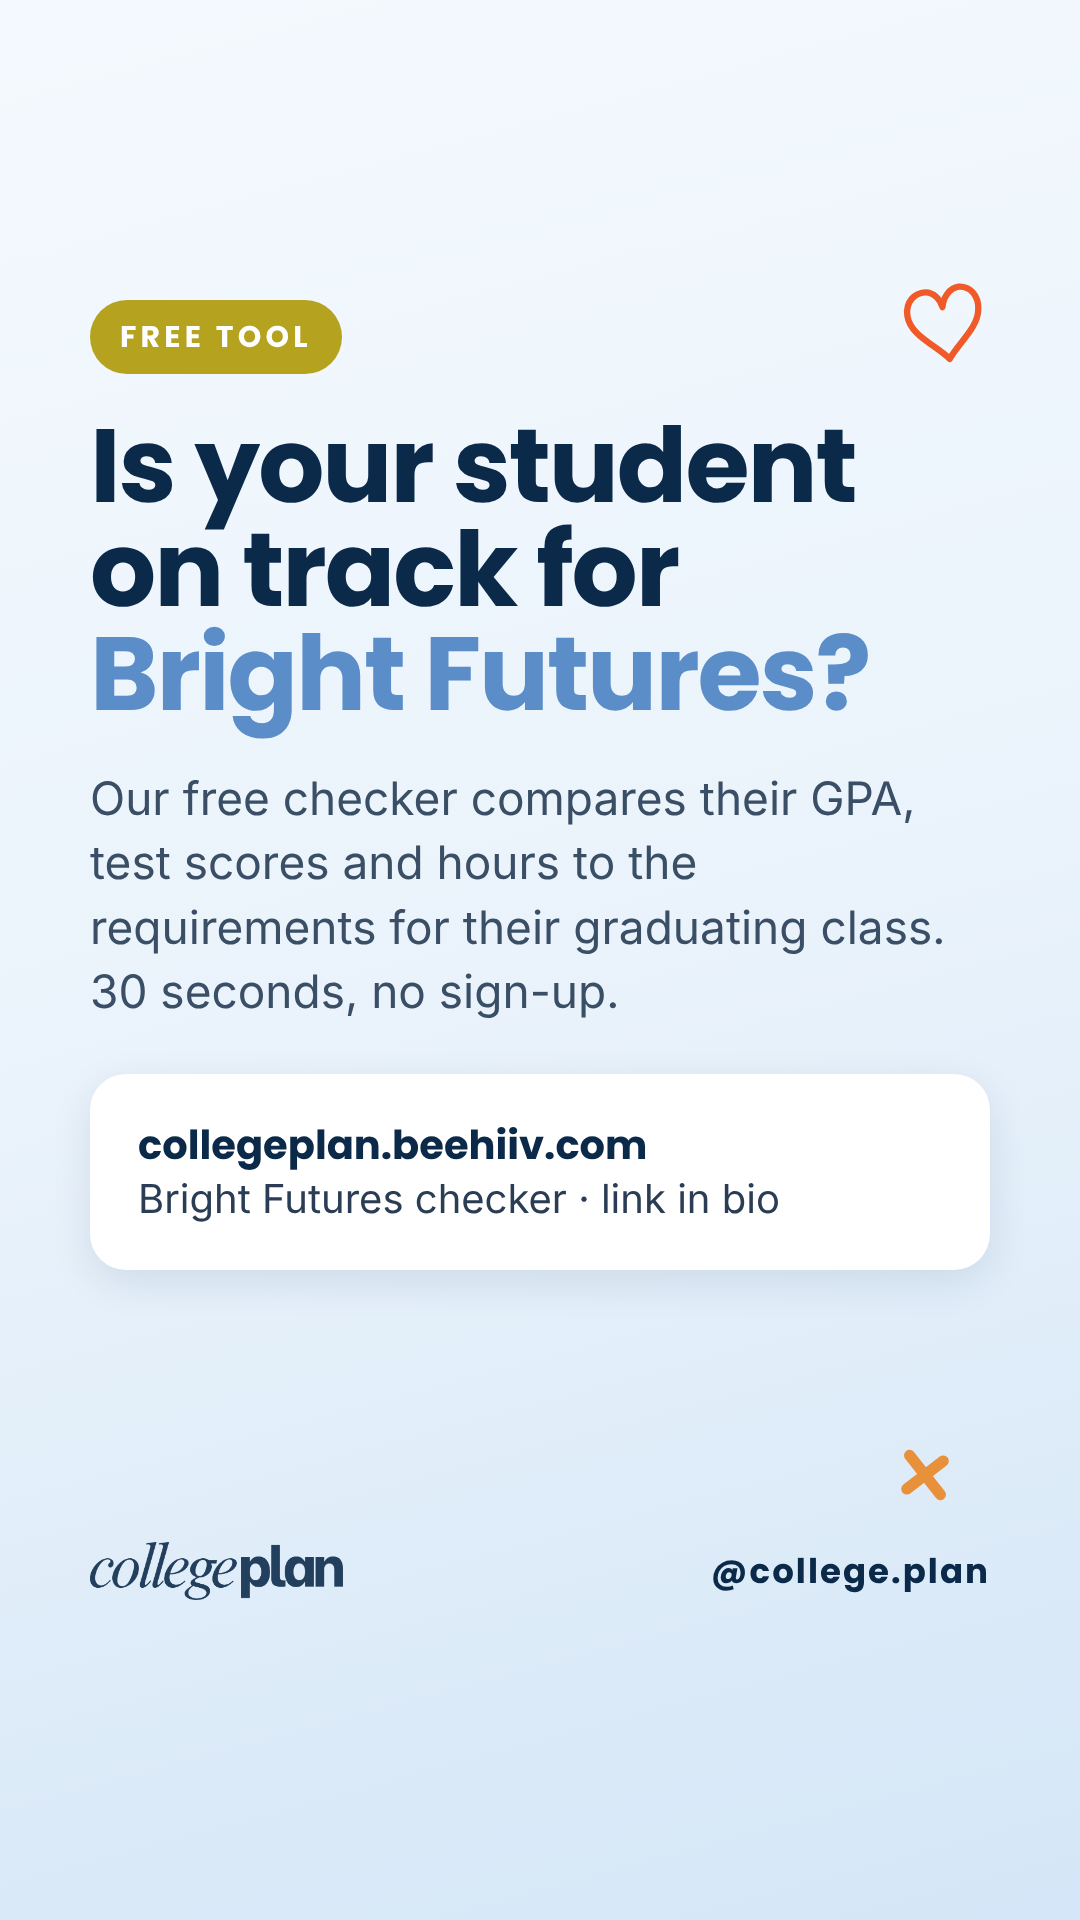 FREE TOOL
Is your student
on track for
Bright Futures?
Our free checker compares their GPA,
test scores and hours to the
requirements for their graduating class.
30 seconds, no sign-up.
collegeplan.beehiiv.com
Bright Futures checker · link in bio
collegeplan
@college.plan